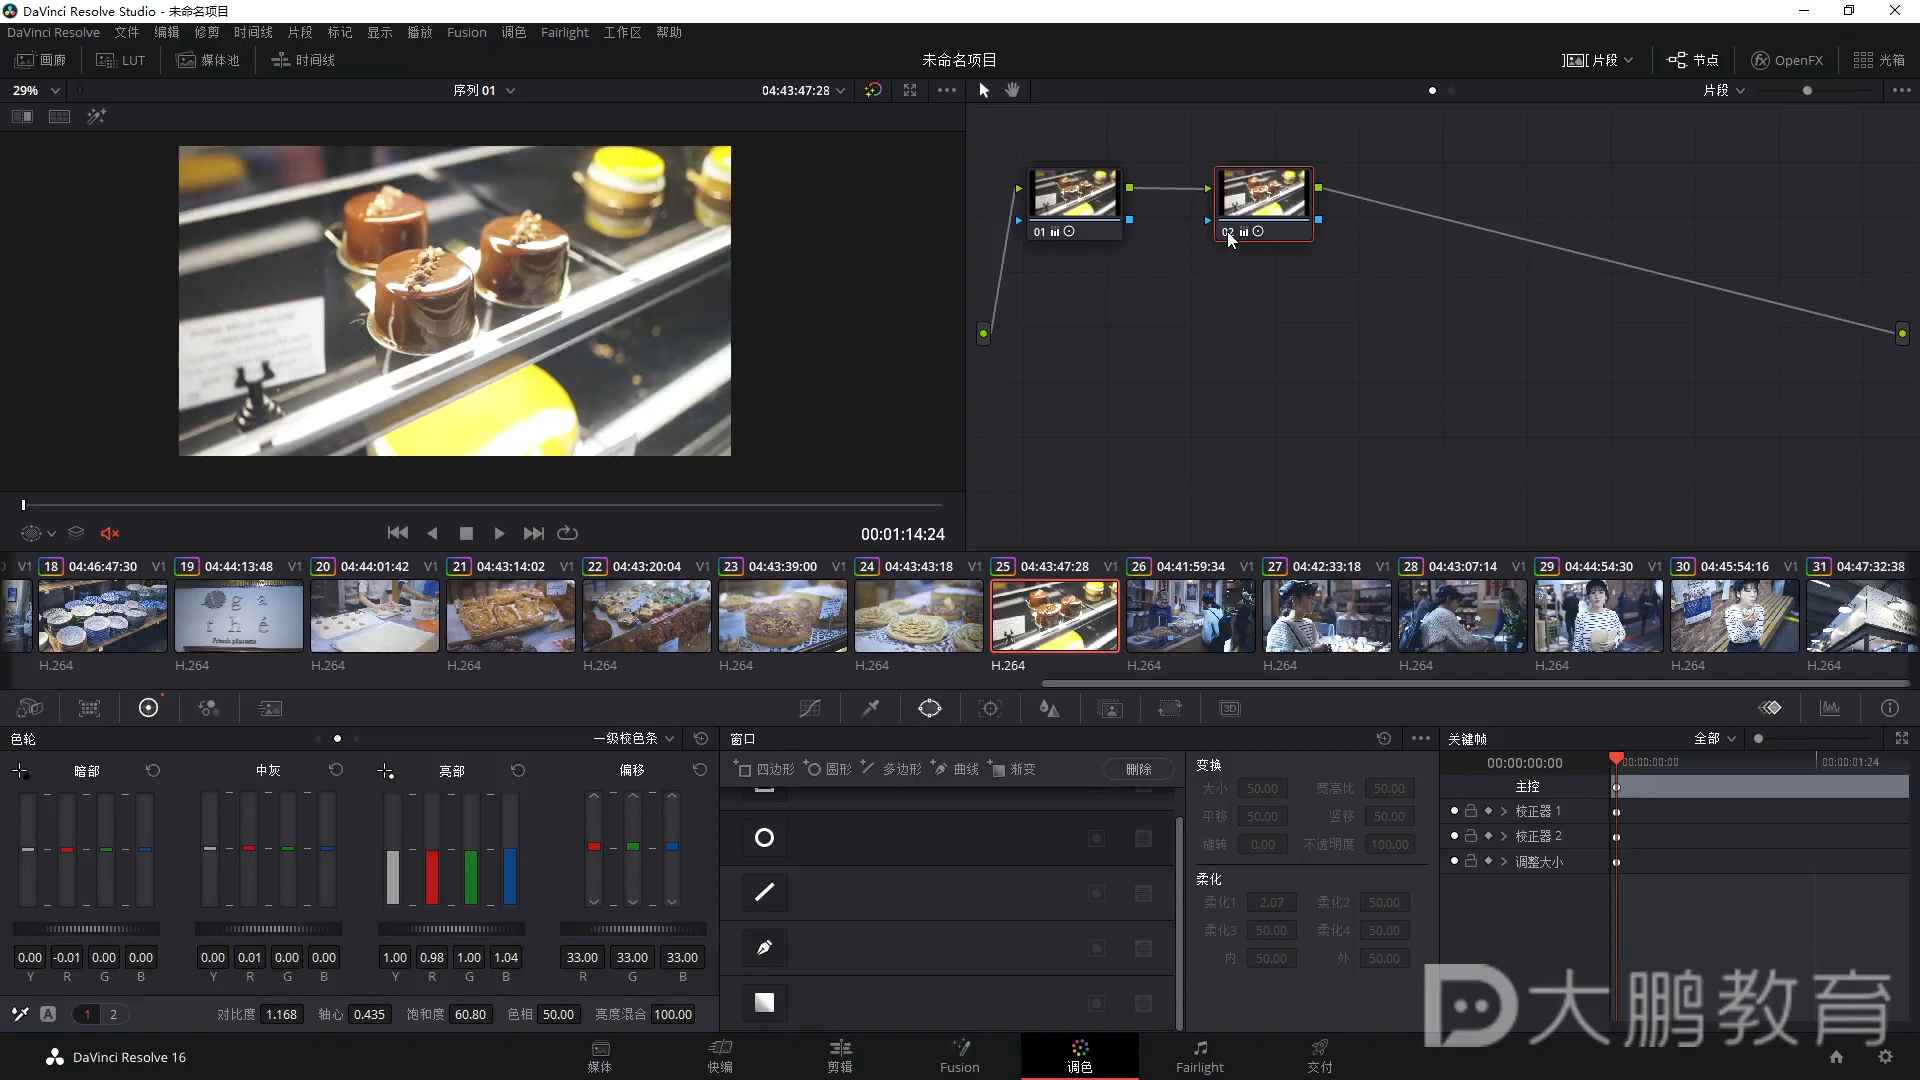 DaVinci Resolve Studio - 未命名项目
DaVinci Resolve 文件 编辑 修剪 时间线 片段 标记 显示 播放 Fusion 调色 Fairlight 工作区 帮助
画廊 LUT 媒体池 时间线 未命名项目 片段 节点 OpenFX 光箱
29% 序列 01 04:43:47:28 片段
01 02
00:01:14:24
V1 18 04:46:47:30 V1 19 04:44:13:48 V1 20 04:44:01:42 V1 21 04:43:14:02 V1 22 04:43:20:04 V1 23 04:43:39:00 V1 24 04:43:43:18 V1 25 04:43:47:28 V1 26 04:41:59:34 V1 27 04:42:33:18 V1 28 04:43:07:14 V1 29 04:44:54:30 V1 30 04:45:54:16 V1 31 04:47:32:38
H.264 H.264 H.264 H.264 H.264 H.264 H.264 H.264 H.264 H.264 H.264 H.264 H.264 H.264
3D
色轮 一级校色条 窗口 关键帧 全部
暗部 中灰 亮部 偏移
四边形 圆形 多边形 曲线 渐变 删除
变换
大小 50.00 宽高比 50.00
平移 50.00 竖移 50.00
旋转 0.00 不透明度 100.00
柔化
柔化1 2.07 柔化2 50.00
柔化3 50.00 柔化4 50.00
内 50.00 外 50.00
00:00:00:00 00:00:00:00 00:00:01:24
主控
校正器 1
校正器 2
调整大小
0.00 -0.01 0.00 0.00 0.00 0.01 0.00 0.00 1.00 0.98 1.00 1.04 33.00 33.00 33.00
Y R G B Y R G B Y R G B R G B
A 1 2 对比度 1.168 轴心 0.435 饱和度 60.80 色相 50.00 亮度混合 100.00
大鹏教育
DaVinci Resolve 16 媒体 快编 剪辑 Fusion 调色 Fairlight 交付